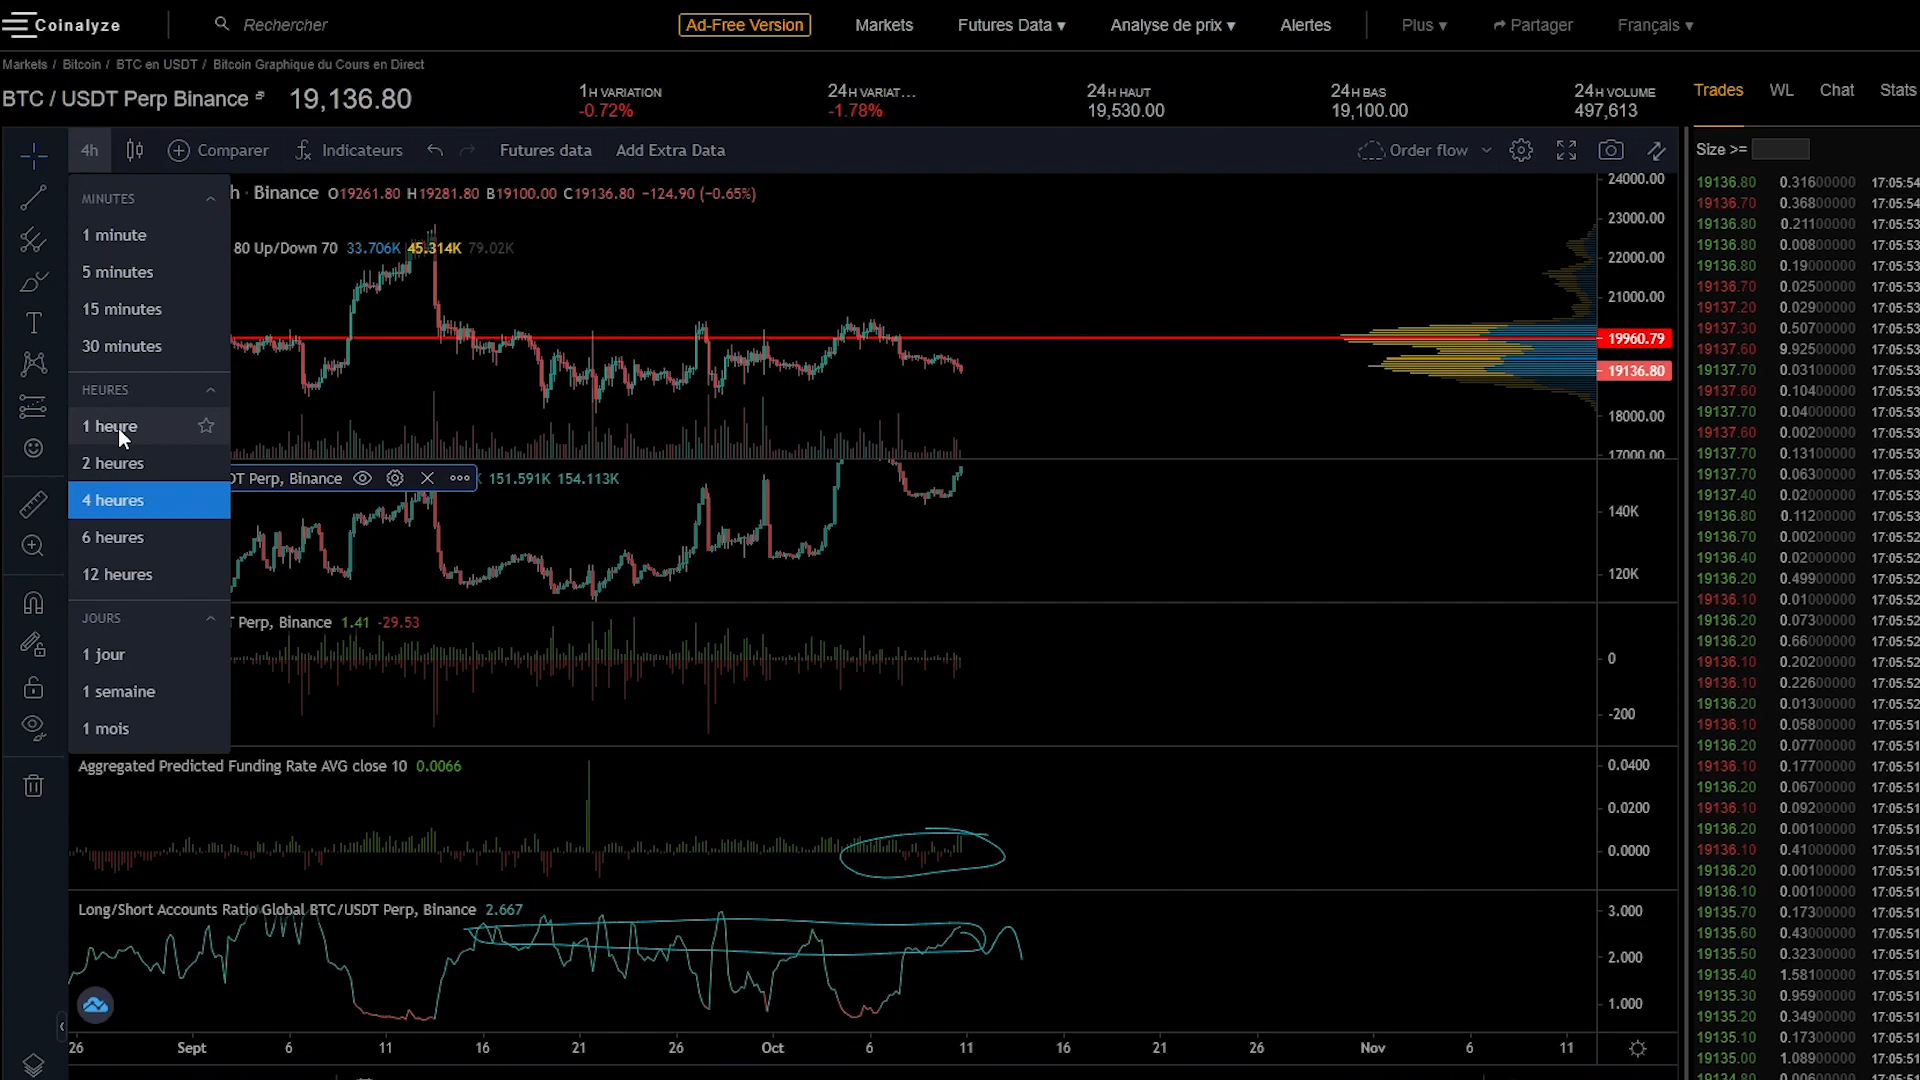 Coinalyze
Rechercher
Ad-Free Version
Markets
Futures Data ▾
Analyse de prix ▾
Alertes
Plus ▾
Partager
Français ▾
Markets / Bitcoin / BTC en USDT / Bitcoin Graphique du Cours en Direct
BTC / USDT Perp Binance
19,136.80
1H VARIATION
-0.72%
24H VARIAT...
-1.78%
24H HAUT
19,530.00
24H BAS
19,100.00
24H VOLUME
497,613
Trades
WL
Chat
Stats
4h
Comparer
Indicateurs
Futures data
Add Extra Data
Order flow
Size >=
MINUTES
1 minute
5 minutes
15 minutes
30 minutes
HEURES
1 heure
2 heures
4 heures
6 heures
12 heures
JOURS
1 jour
1 semaine
1 mois
h · Binance O19261.80 H19281.80 B19100.00 C19136.80 −124.90 (−0.65%)
80 Up/Down 70 33.706K 45.314K 79.02K
24000.00
23000.00
22000.00
21000.00
19960.79
19136.80
18000.00
17000.00
DT Perp, Binance 151.591K 154.113K
140K
120K
T Perp, Binance 1.41 -29.53
0
-200
Aggregated Predicted Funding Rate AVG close 10 0.0066
0.0400
0.0200
0.0000
Long/Short Accounts Ratio Global BTC/USDT Perp, Binance 2.667
3.000
2.000
1.000
26 Sept 6 11 16 21 26 Oct 6 11 16 21 26 Nov 6 11
19136.80 0.31600000 17:05:54
19136.70 0.36800000 17:05:54
19136.80 0.21100000 17:05:53
19136.80 0.00800000 17:05:53
19136.80 0.19000000 17:05:53
19136.70 0.02500000 17:05:53
19137.20 0.02900000 17:05:53
19137.30 0.50700000 17:05:53
19137.60 9.92500000 17:05:53
19137.70 0.03100000 17:05:53
19137.60 0.10400000 17:05:53
19137.70 0.04000000 17:05:53
19137.60 0.00200000 17:05:53
19137.70 0.13100000 17:05:53
19137.70 0.06300000 17:05:53
19137.40 0.02000000 17:05:53
19136.80 0.11200000 17:05:53
19136.70 0.00200000 17:05:52
19136.40 0.02000000 17:05:52
19136.20 0.49900000 17:05:52
19136.10 0.01000000 17:05:52
19136.20 0.07300000 17:05:52
19136.20 0.66000000 17:05:52
19136.10 0.20200000 17:05:52
19136.10 0.22600000 17:05:52
19136.20 0.01300000 17:05:52
19136.10 0.05800000 17:05:51
19136.20 0.07700000 17:05:51
19136.10 0.17700000 17:05:51
19136.20 0.06700000 17:05:51
19136.10 0.09200000 17:05:51
19136.20 0.00100000 17:05:51
19136.10 0.41000000 17:05:51
19136.20 0.00100000 17:05:51
19136.10 0.00100000 17:05:51
19135.70 0.17300000 17:05:51
19135.60 0.43000000 17:05:51
19135.50 0.32300000 17:05:51
19135.40 1.58100000 17:05:51
19135.30 0.95900000 17:05:51
19135.20 0.34900000 17:05:51
19135.10 0.17300000 17:05:51
19135.00 1.08900000 17:05:51